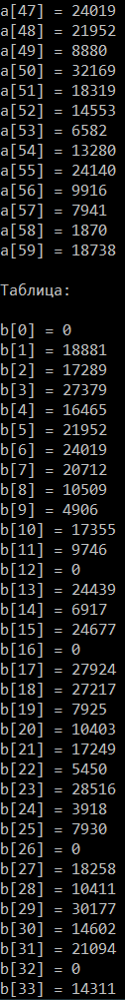 a[47] = 24019
a[48] = 21952
a[49] = 8880
a[50] = 32169
a[51] = 18319
a[52] = 14553
a[53] = 6582
a[54] = 13280
a[55] = 24140
a[56] = 9916
a[57] = 7941
a[58] = 1870
a[59] = 18738
Таблица:
b[0] = 0
b[1] = 18881
b[2] = 17289
b[3] = 27379
b[4] = 16465
b[5] = 21952
b[6] = 24019
b[7] = 20712
b[8] = 10509
b[9] = 4906
b[10] = 17355
b[11] = 9746
b[12] = 0
b[13] = 24439
b[14] = 6917
b[15] = 24677
b[16] = 0
b[17] = 27924
b[18] = 27217
b[19] = 7925
b[20] = 10403
b[21] = 17249
b[22] = 5450
b[23] = 28516
b[24] = 3918
b[25] = 7930
b[26] = 0
b[27] = 18258
b[28] = 10411
b[29] = 30177
b[30] = 14602
b[31] = 21094
b[32] = 0
b[33] = 14311